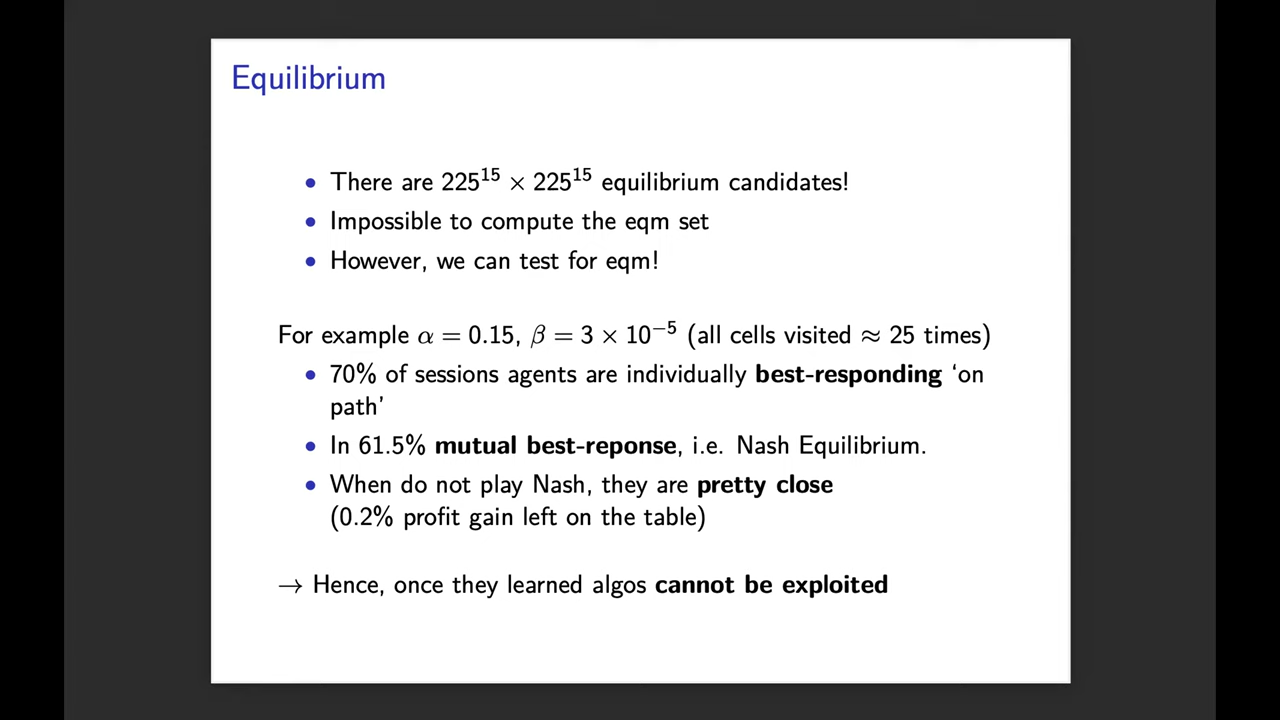 Equilibrium
• There are 225¹⁵ × 225¹⁵ equilibrium candidates!
• Impossible to compute the eqm set
• However, we can test for eqm!
For example α = 0.15, β = 3 × 10⁻⁵ (all cells visited ≈ 25 times)
• 70% of sessions agents are individually best-responding ‘on
path’
• In 61.5% mutual best-reponse, i.e. Nash Equilibrium.
• When do not play Nash, they are pretty close
(0.2% profit gain left on the table)
→ Hence, once they learned algos cannot be exploited